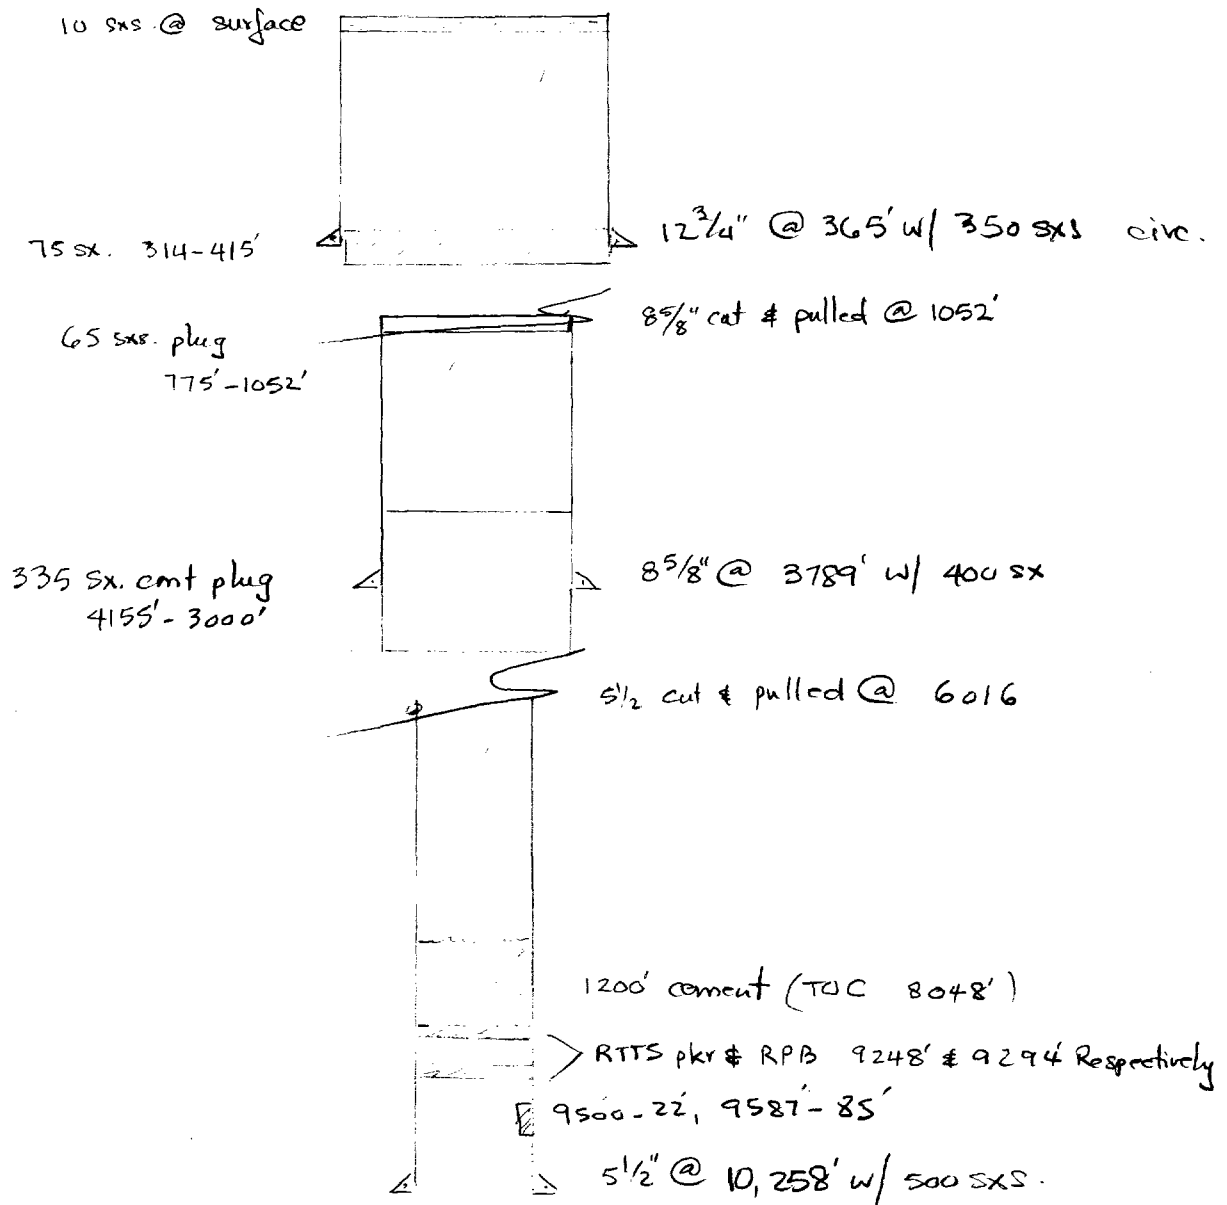 10 sxs. @ surface
75 sx. 314-415'
12 3/4" @ 365' w/ 350 sxs circ.
8 5/8" cut & pulled @ 1052'
65 sxs. plug
775'-1052'
335 sx. cmt plug
4155'-3000'
8 5/8" @ 3789' w/ 400 sx
5 1/2 cut & pulled @ 6016
1200' cement (TOC 8048')
RTTS pkr & RPB 9248' & 9294' Respectively
9500-22', 9587'-85'
5 1/2" @ 10,258' w/ 500 sxs.